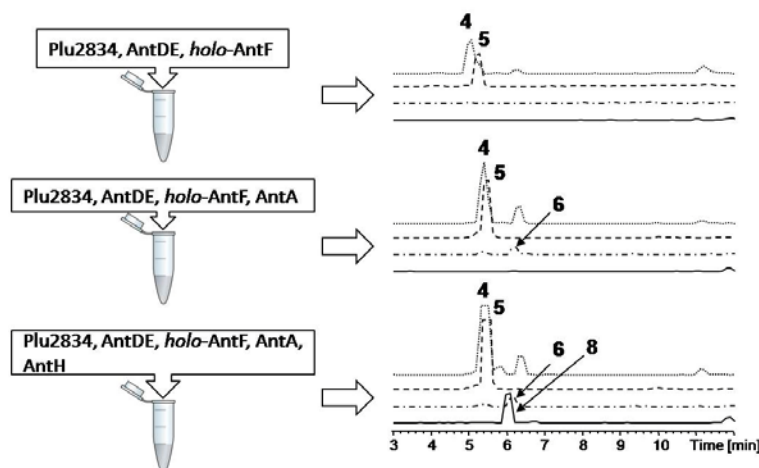 Plu2834, AntDE, holo-AntF
4
5
Plu2834, AntDE, holo-AntF, AntA
4
5
6
Plu2834, AntDE, holo-AntF, AntA,
AntH
4
5
6 8
3 4 5 6 7 8 9 10 Time [min]